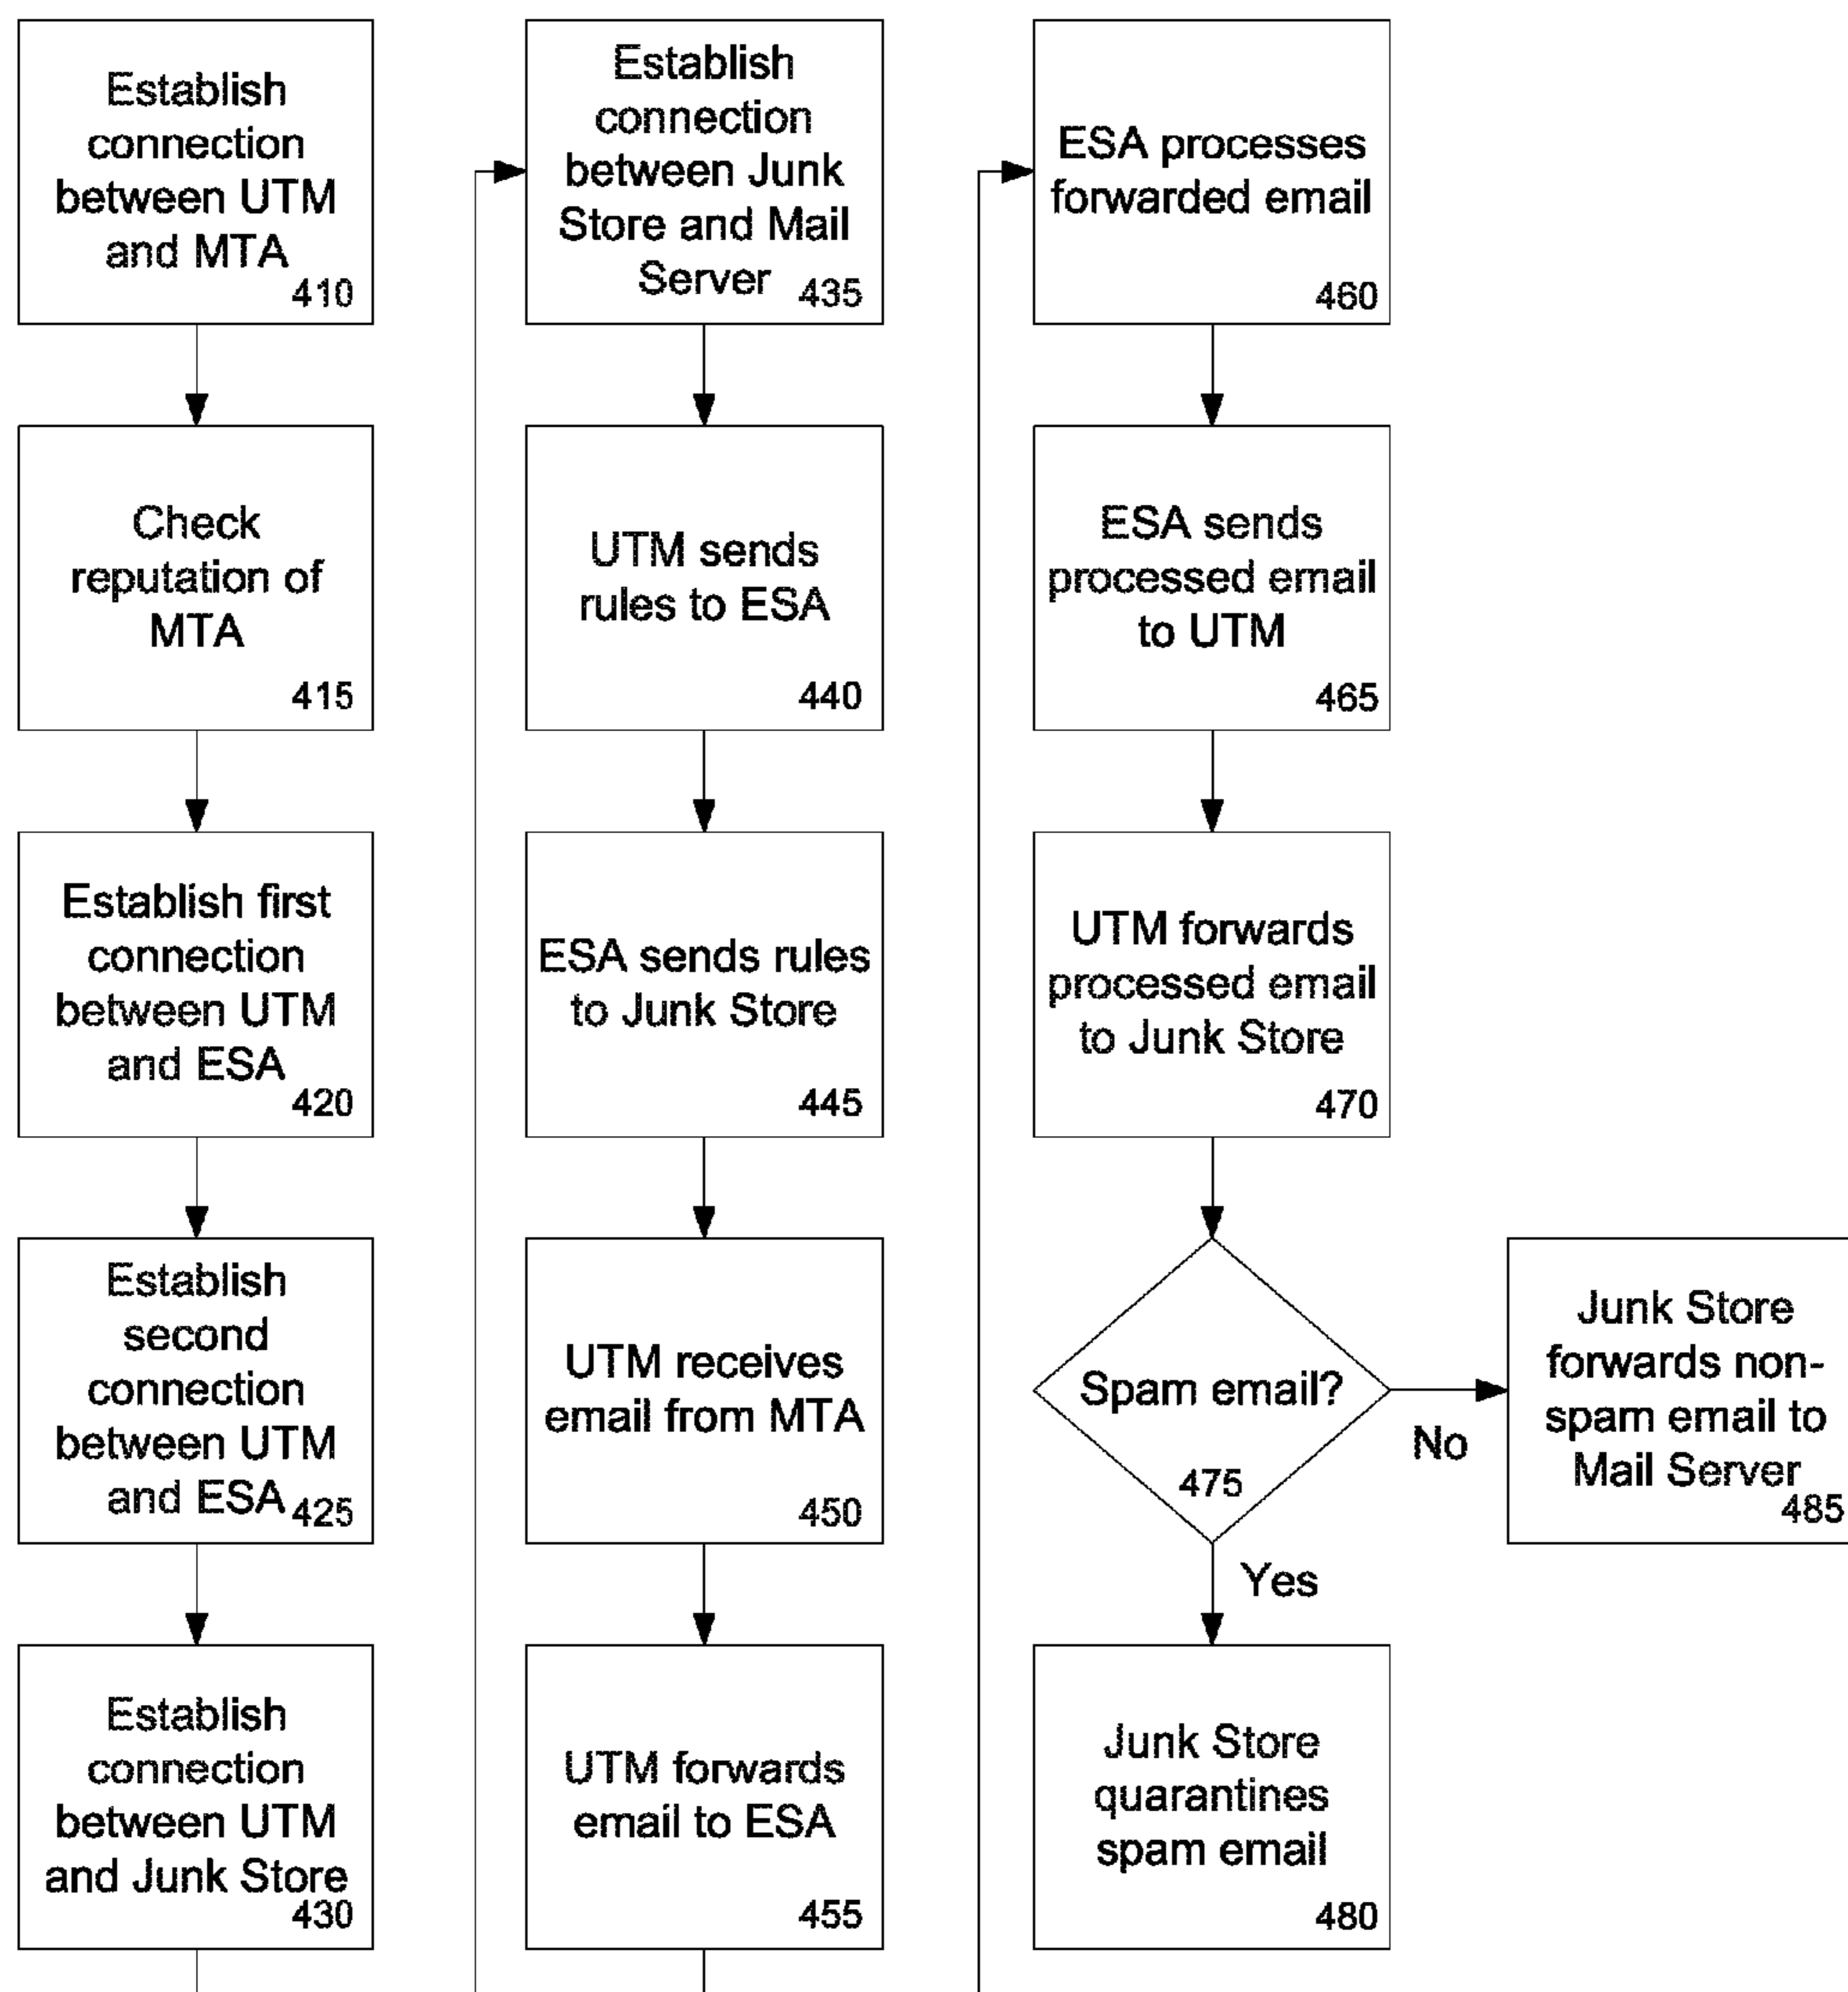 Establish
connection
between UTM
and MTA
410
Check
reputation of
MTA
415
Establish first
connection
between UTM
and ESA
420
Establish
second
connection
between UTM
and ESA
425
Establish
connection
between UTM
and Junk Store
430
Establish
connection
between Junk
Store and Mail
Server
435
UTM sends
rules to ESA
440
ESA sends rules
to Junk Store
445
UTM receives
email from MTA
450
UTM forwards
email to ESA
455
ESA processes
forwarded email
460
ESA sends
processed email
to UTM
465
UTM forwards
processed email
to Junk Store
470
Spam email?
475
No
Yes
Junk Store
quarantines
spam email
480
Junk Store
forwards non-
spam email to
Mail Server
485